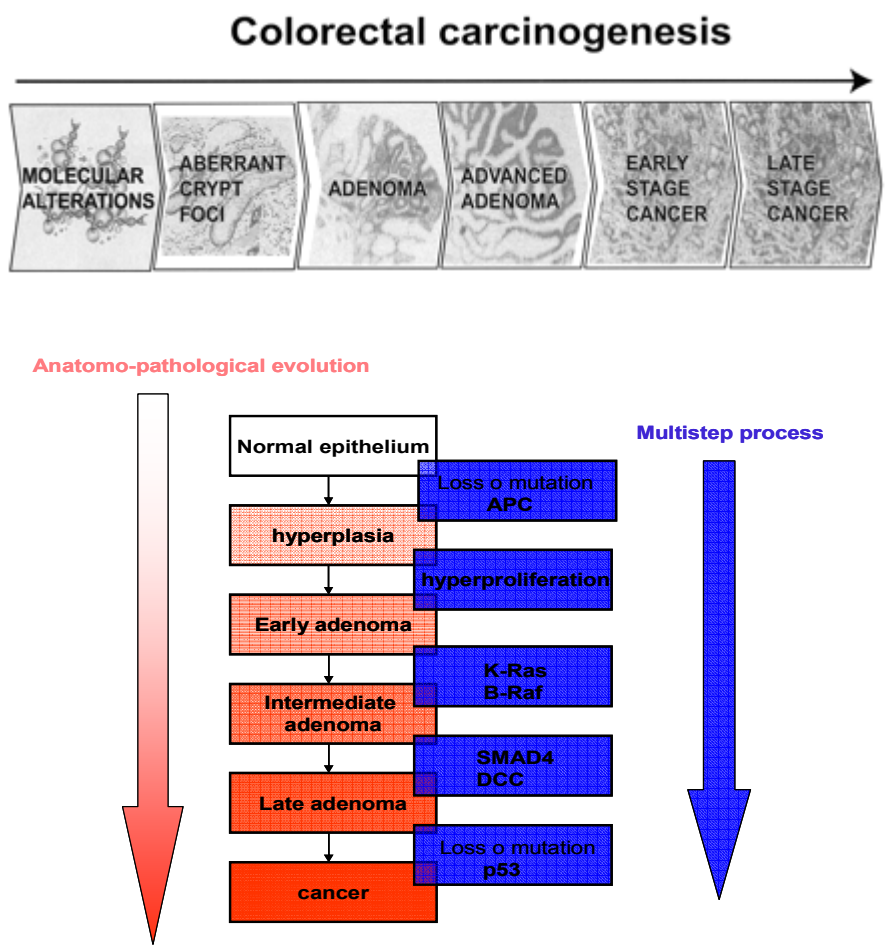 Colorectal carcinogenesis
MOLECULAR
ALTERATIONS
ABERRANT
CRYPT
FOCI
ADENOMA
ADVANCED
ADENOMA
EARLY
STAGE
CANCER
LATE
STAGE
CANCER
Anatomo-pathological evolution
Multistep process
Normal epithelium
Loss o mutation
APC
hyperplasia
hyperproliferation
Early adenoma
K-Ras
B-Raf
Intermediate
adenoma
SMAD4
DCC
Late adenoma
Loss o mutation
p53
cancer